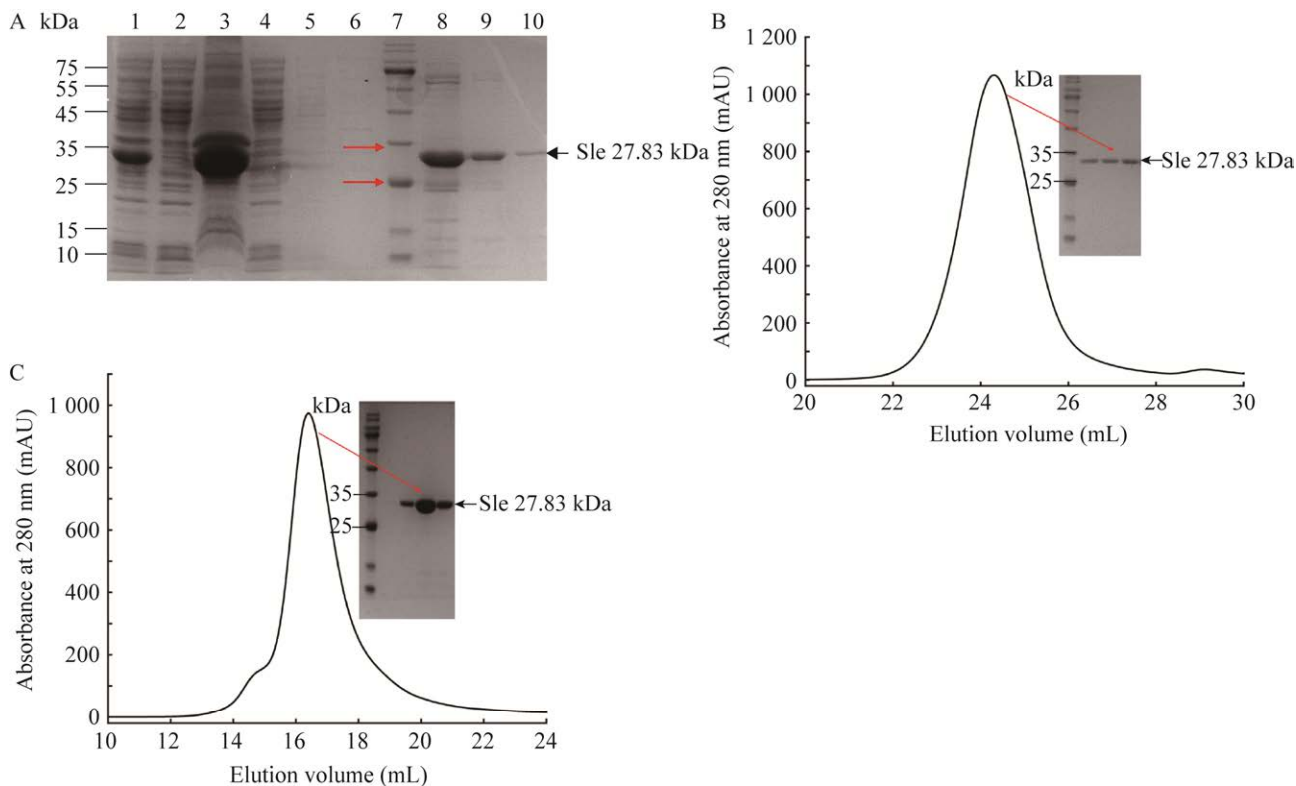 A kDa 1 2 3 4 5 6 7 8 9 10
75
55
45
35
25
15
10
Sle 27.83 kDa
B
1 200
1 000
800
600
400
200
0
Absorbance at 280 nm (mAU)
20 22 24 26 28 30
Elution volume (mL)
kDa
35
25
Sle 27.83 kDa
C
1 000
800
600
400
200
0
Absorbance at 280 nm (mAU)
10 12 14 16 18 20 22 24
Elution volume (mL)
kDa
35
25
Sle 27.83 kDa